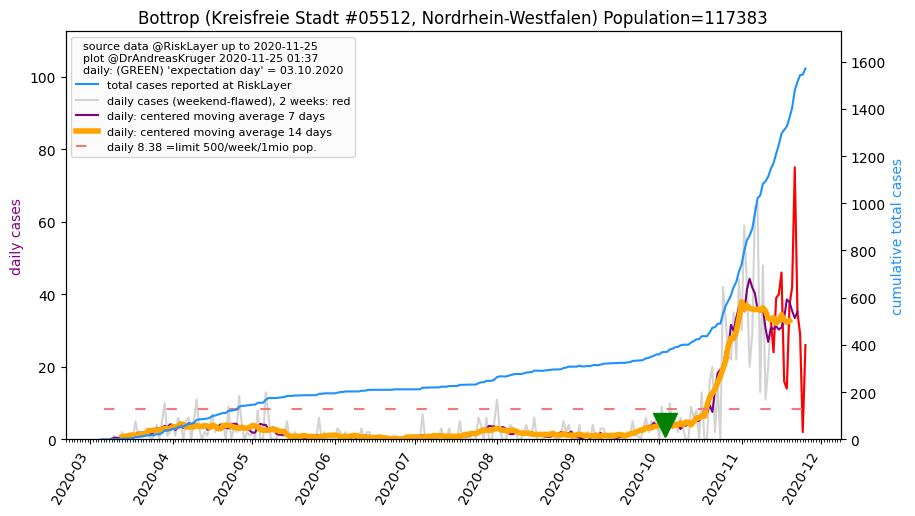 Bottrop (Kreisfreie Stadt #05512, Nordrhein-Westfalen) Population=117383
source data @RiskLayer up to 2020-11-25
plot @DrAndreasKruger 2020-11-25 01:37
daily: (GREEN) 'expectation day' = 03.10.2020
total cases reported at RiskLayer
daily cases (weekend-flawed), 2 weeks: red
daily: centered moving average 7 days
daily: centered moving average 14 days
daily 8.38 =limit 500/week/1mio pop.
daily cases
100
80
60
40
20
0
cumulative total cases
1600
1400
1200
1000
800
600
400
200
0
2020-03
2020-04
2020-05
2020-06
2020-07
2020-08
2020-09
2020-10
2020-11
2020-12